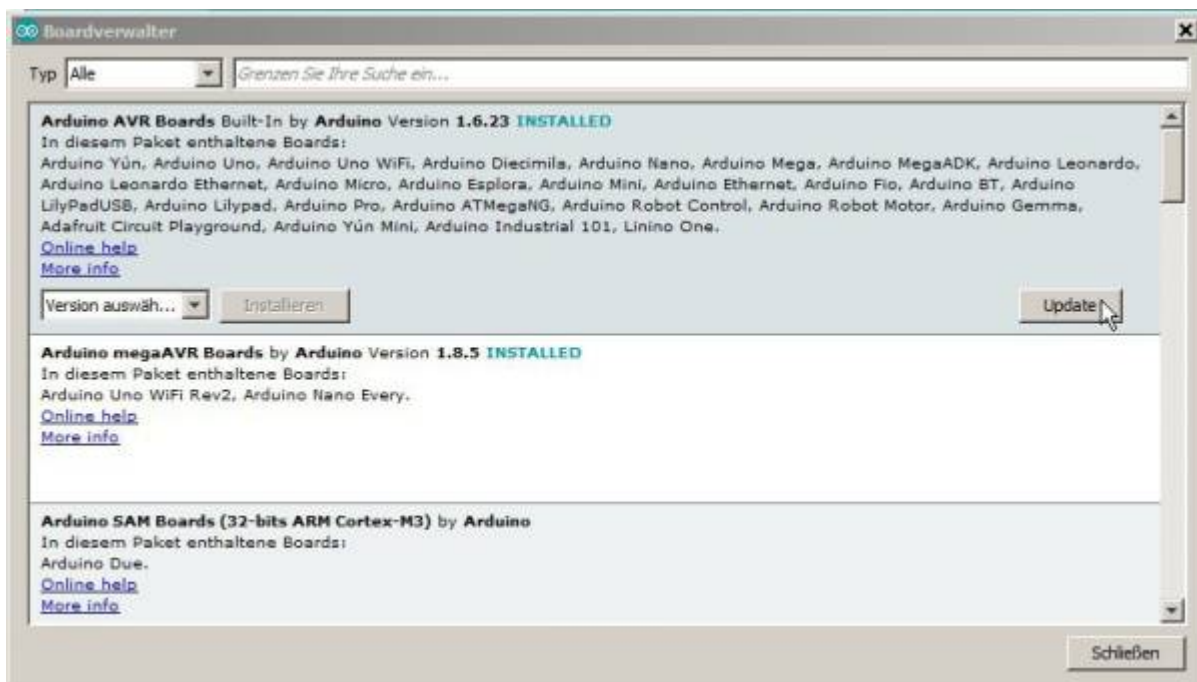 Boardverwalter
Typ Alle Grenzen Sie Ihre Suche ein...
Arduino AVR Boards Built-In by Arduino Version 1.6.23 INSTALLED
In diesem Paket enthaltene Boards:
Arduino Yún, Arduino Uno, Arduino Uno WiFi, Arduino Diecimila, Arduino Nano, Arduino Mega, Arduino MegaADK, Arduino Leonardo,
Arduino Leonardo Ethernet, Arduino Micro, Arduino Esplora, Arduino Mini, Arduino Ethernet, Arduino Fio, Arduino BT, Arduino
LilyPadUSB, Arduino Lilypad, Arduino Pro, Arduino ATMegaNG, Arduino Robot Control, Arduino Robot Motor, Arduino Gemma,
Adafruit Circuit Playground, Arduino Yún Mini, Arduino Industrial 101, Linino One.
Online help
More info
Version auswäh... Installieren Update
Arduino megaAVR Boards by Arduino Version 1.8.5 INSTALLED
In diesem Paket enthaltene Boards:
Arduino Uno WiFi Rev2, Arduino Nano Every.
Online help
More info
Arduino SAM Boards (32-bits ARM Cortex-M3) by Arduino
In diesem Paket enthaltene Boards:
Arduino Due.
Online help
More info
Schließen